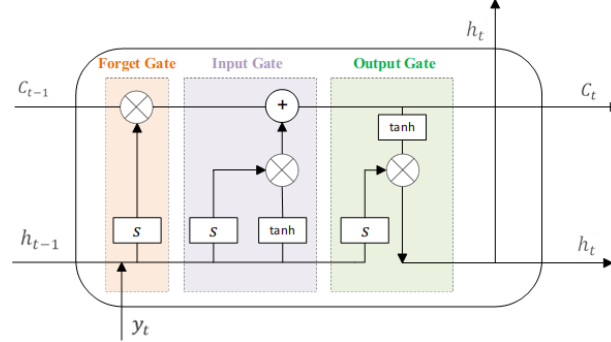 h_t
Forget Gate Input Gate Output Gate
C_{t-1} + C_t
tanh
S S tanh S
h_{t-1} h_t
y_t